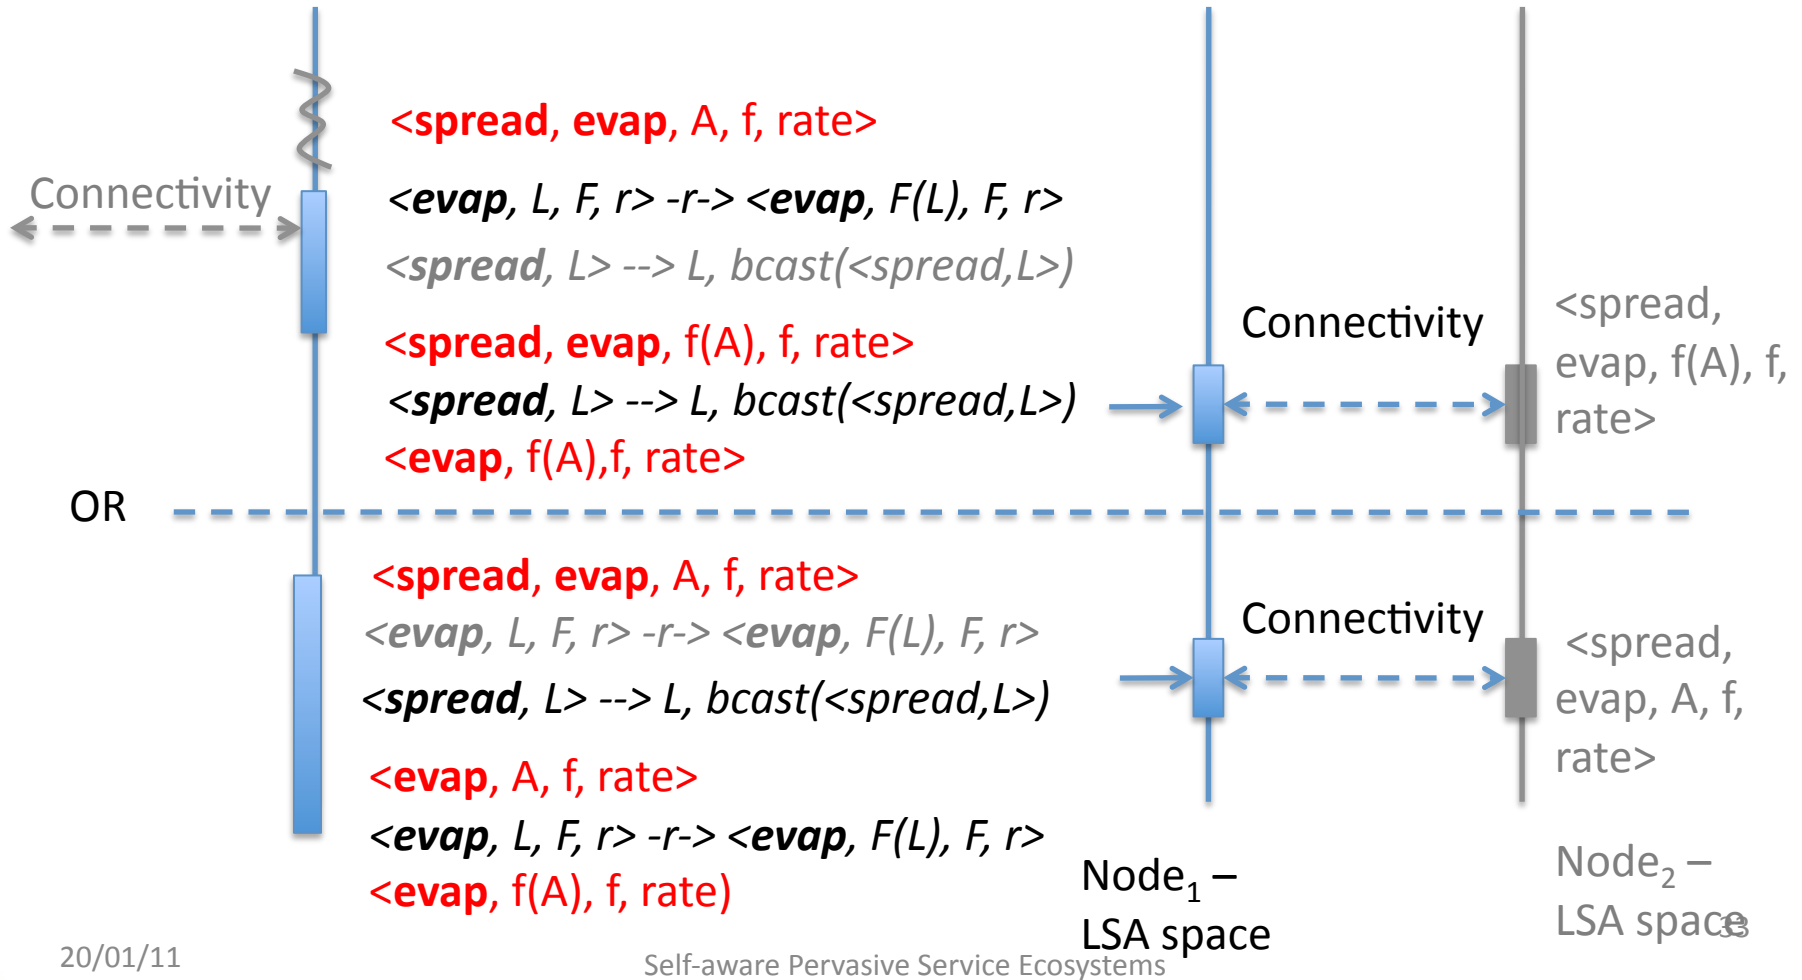 <spread, evap, A, f, rate>
Connectivity
<evap, L, F, r> -r-> <evap, F(L), F, r>
<spread, L> --> L, bcast(<spread,L>)
<spread, evap, f(A), f, rate>
<spread, L> --> L, bcast(<spread,L>)
<evap, f(A),f, rate>
Connectivity
<spread,
evap, f(A), f,
rate>
OR
<spread, evap, A, f, rate>
<evap, L, F, r> -r-> <evap, F(L), F, r>
<spread, L> --> L, bcast(<spread,L>)
<evap, A, f, rate>
<evap, L, F, r> -r-> <evap, F(L), F, r>
<evap, f(A), f, rate)
Connectivity
<spread,
evap, A, f,
rate>
Node₁ –
LSA space
Node₂ –
LSA space
20/01/11
Self-aware Pervasive Service Ecosystems
33